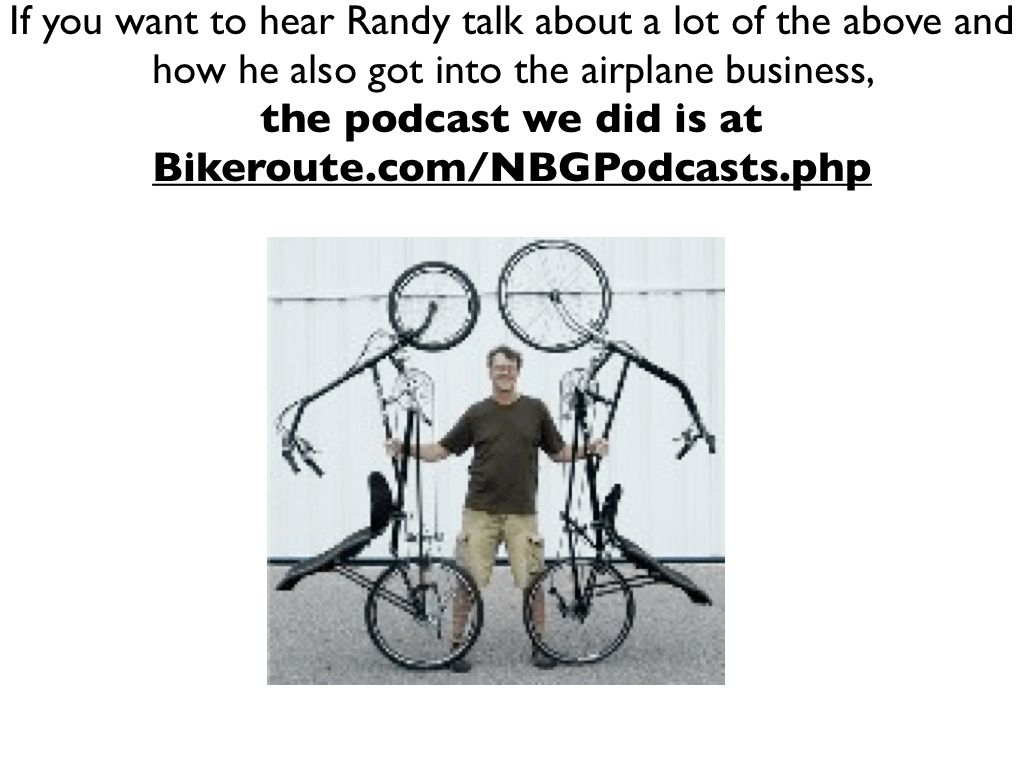 If you want to hear Randy talk about a lot of the above and
how he also got into the airplane business,
the podcast we did is at
Bikeroute.com/NBGPodcasts.php